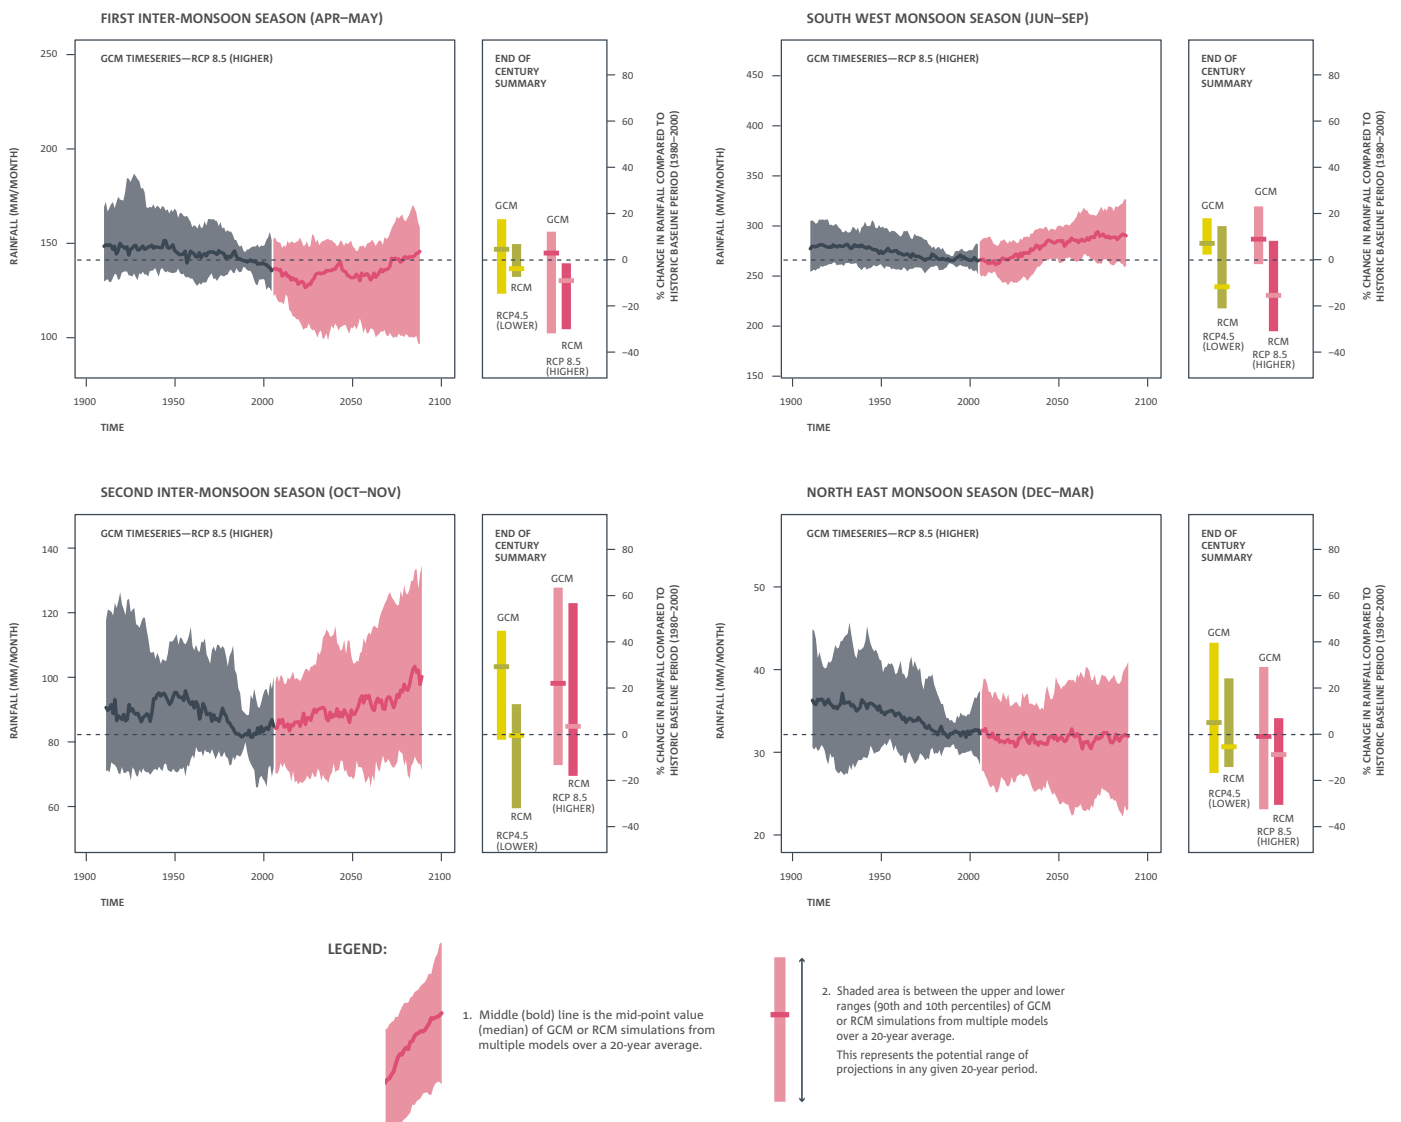 FIRST INTER-MONSOON SEASON (APR–MAY)
GCM TIMESERIES—RCP 8.5 (HIGHER)
250
200
150
100
RAINFALL (MM/MONTH)
1900
1950
2000
2050
2100
TIME
END OF
CENTURY
SUMMARY
GCM
RCM
RCP4.5
(LOWER)
GCM
RCM
RCP 8.5
(HIGHER)
80
60
40
20
0
–20
–40
% CHANGE IN RAINFALL COMPARED TO
HISTORIC BASELINE PERIOD (1980–2000)
SOUTH WEST MONSOON SEASON (JUN–SEP)
GCM TIMESERIES—RCP 8.5 (HIGHER)
450
400
350
300
250
200
150
RAINFALL (MM/MONTH)
1900
1950
2000
2050
2100
TIME
END OF
CENTURY
SUMMARY
GCM
RCM
RCP4.5
(LOWER)
GCM
RCM
RCP 8.5
(HIGHER)
80
60
40
20
0
–20
–40
% CHANGE IN RAINFALL COMPARED TO
HISTORIC BASELINE PERIOD (1980–2000)
SECOND INTER-MONSOON SEASON (OCT–NOV)
GCM TIMESERIES—RCP 8.5 (HIGHER)
140
120
100
80
60
RAINFALL (MM/MONTH)
1900
1950
2000
2050
2100
TIME
END OF
CENTURY
SUMMARY
GCM
RCM
RCP4.5
(LOWER)
GCM
RCM
RCP 8.5
(HIGHER)
80
60
40
20
0
–20
–40
% CHANGE IN RAINFALL COMPARED TO
HISTORIC BASELINE PERIOD (1980–2000)
NORTH EAST MONSOON SEASON (DEC–MAR)
GCM TIMESERIES—RCP 8.5 (HIGHER)
50
40
30
20
RAINFALL (MM/MONTH)
1900
1950
2000
2050
2100
TIME
END OF
CENTURY
SUMMARY
GCM
RCM
RCP4.5
(LOWER)
GCM
RCM
RCP 8.5
(HIGHER)
80
60
40
20
0
–20
–40
% CHANGE IN RAINFALL COMPARED TO
HISTORIC BASELINE PERIOD (1980–2000)
LEGEND:
1. Middle (bold) line is the mid-point value
(median) of GCM or RCM simulations from
multiple models over a 20-year average.
2. Shaded area is between the upper and lower
ranges (90th and 10th percentiles) of GCM
or RCM simulations from multiple models
over a 20-year average.
This represents the potential range of
projections in any given 20-year period.